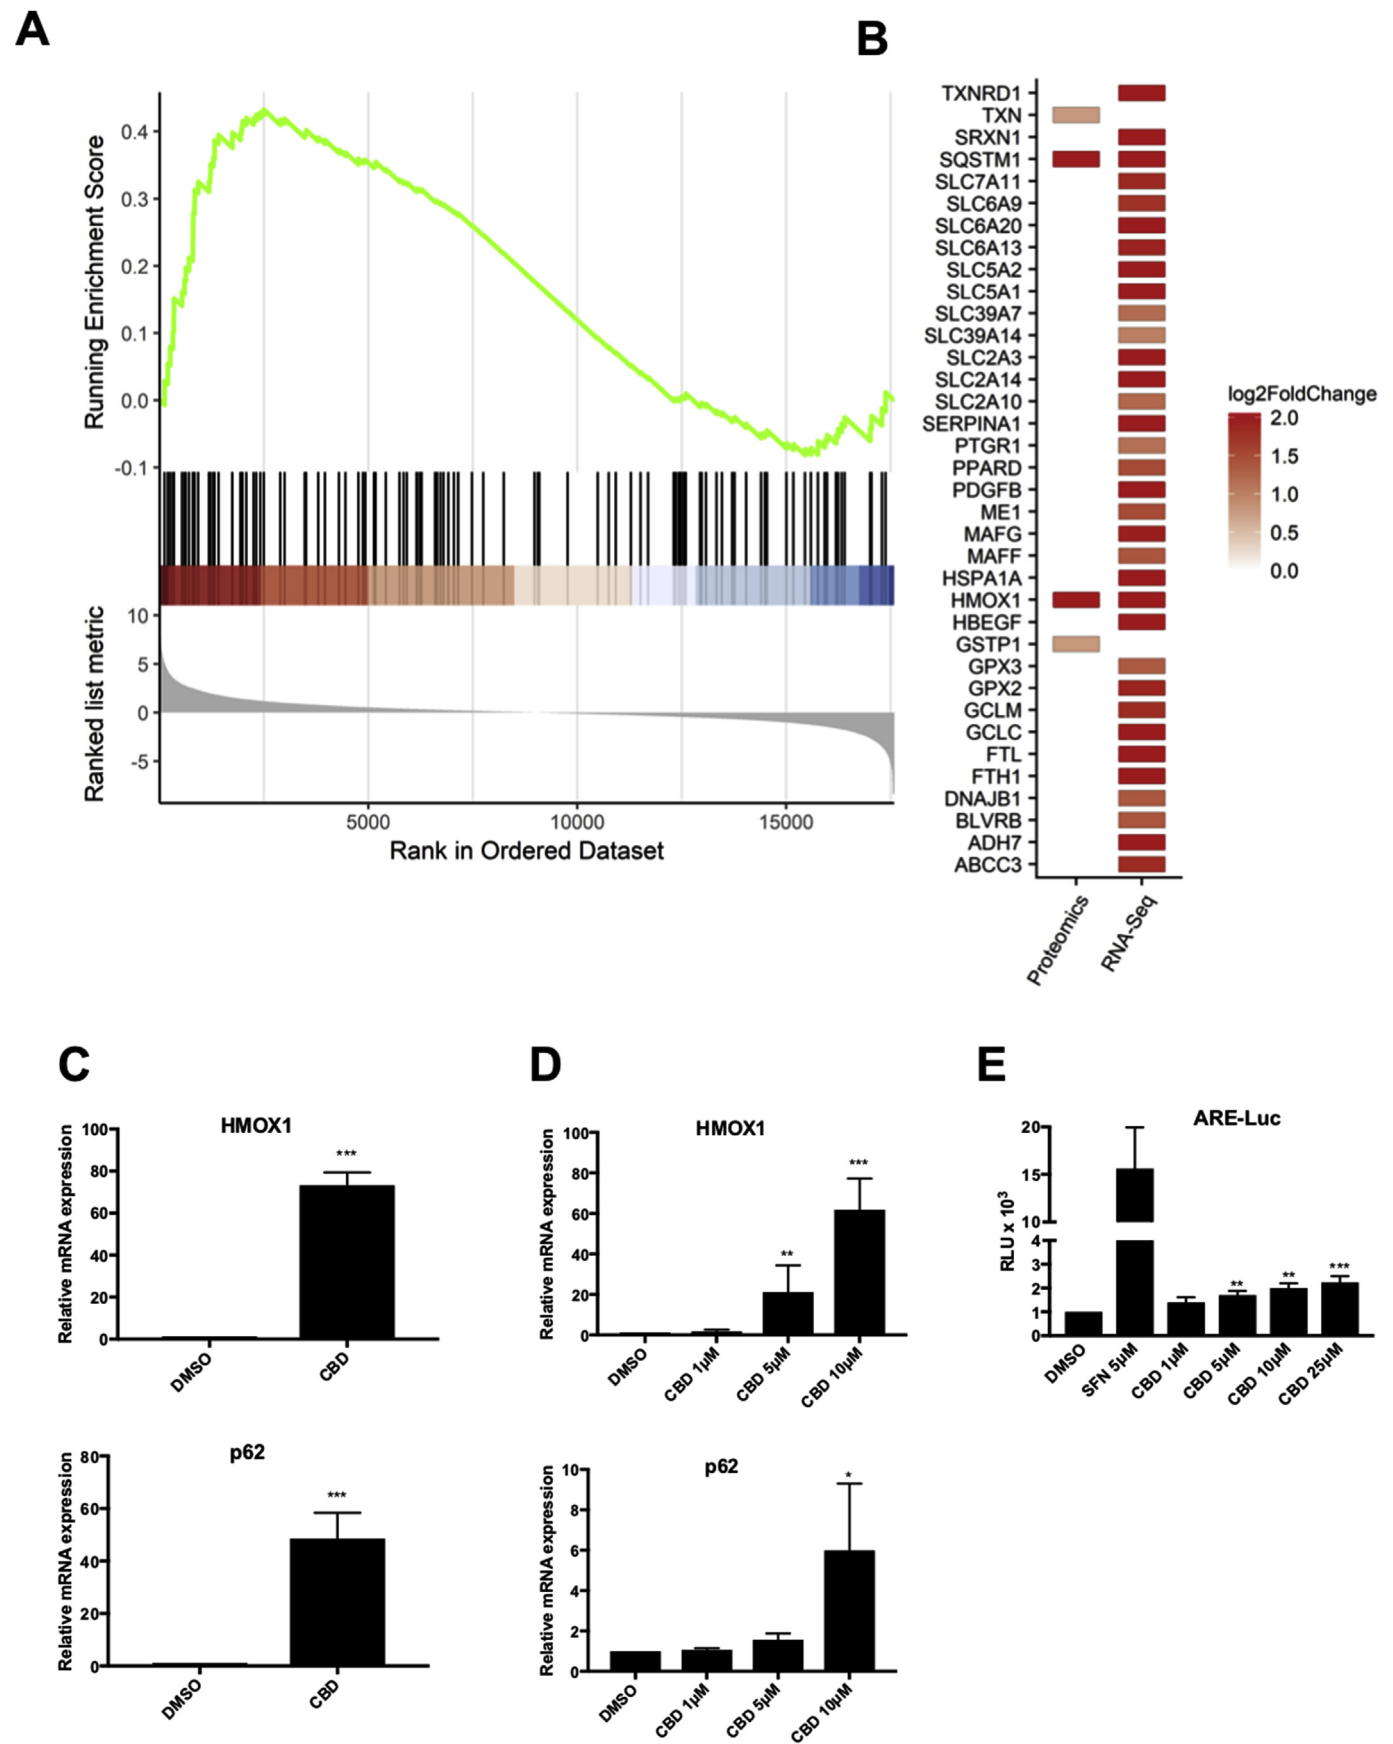 A
Running Enrichment Score
0.4
0.3
0.2
0.1
0.0
-0.1
Ranked list metric
10
5
0
-5
5000
10000
15000
Rank in Ordered Dataset
B
TXNRD1
TXN
SRXN1
SQSTM1
SLC7A11
SLC6A9
SLC6A20
SLC6A13
SLC5A2
SLC5A1
SLC39A7
SLC39A14
SLC2A3
SLC2A14
SLC2A10
SERPINA1
PTGR1
PPARD
PDGFB
ME1
MAFG
MAFF
HSPA1A
HMOX1
HBEGF
GSTP1
GPX3
GPX2
GCLM
GCLC
FTL
FTH1
DNAJB1
BLVRB
ADH7
ABCC3
Proteomics
RNA-Seq
log2FoldChange
2.0
1.5
1.0
0.5
0.0
C
HMOX1
Relative mRNA expression
100
80
60
40
20
0
***
DMSO
CBD
p62
Relative mRNA expression
80
60
40
20
0
***
DMSO
CBD
D
HMOX1
Relative mRNA expression
100
80
60
40
20
0
**
***
DMSO
CBD 1µM
CBD 5µM
CBD 10µM
p62
Relative mRNA expression
10
8
6
4
2
0
*
DMSO
CBD 1µM
CBD 5µM
CBD 10µM
E
ARE-Luc
RLU x 10³
20
15
10
4
3
2
1
0
**
**
***
DMSO
SFN 5µM
CBD 1µM
CBD 5µM
CBD 10µM
CBD 25µM